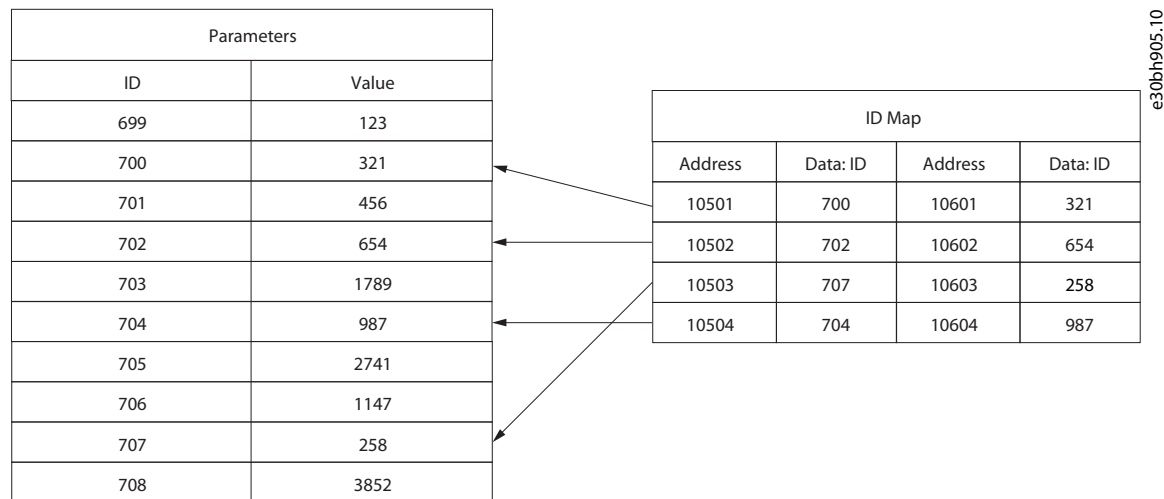 Parameters
ID Value
699 123
700 321
701 456
702 654
703 1789
704 987
705 2741
706 1147
707 258
708 3852
ID Map
Address Data: ID Address Data: ID
10501 700 10601 321
10502 702 10602 654
10503 707 10603 258
10504 704 10604 987
e30bh905.10